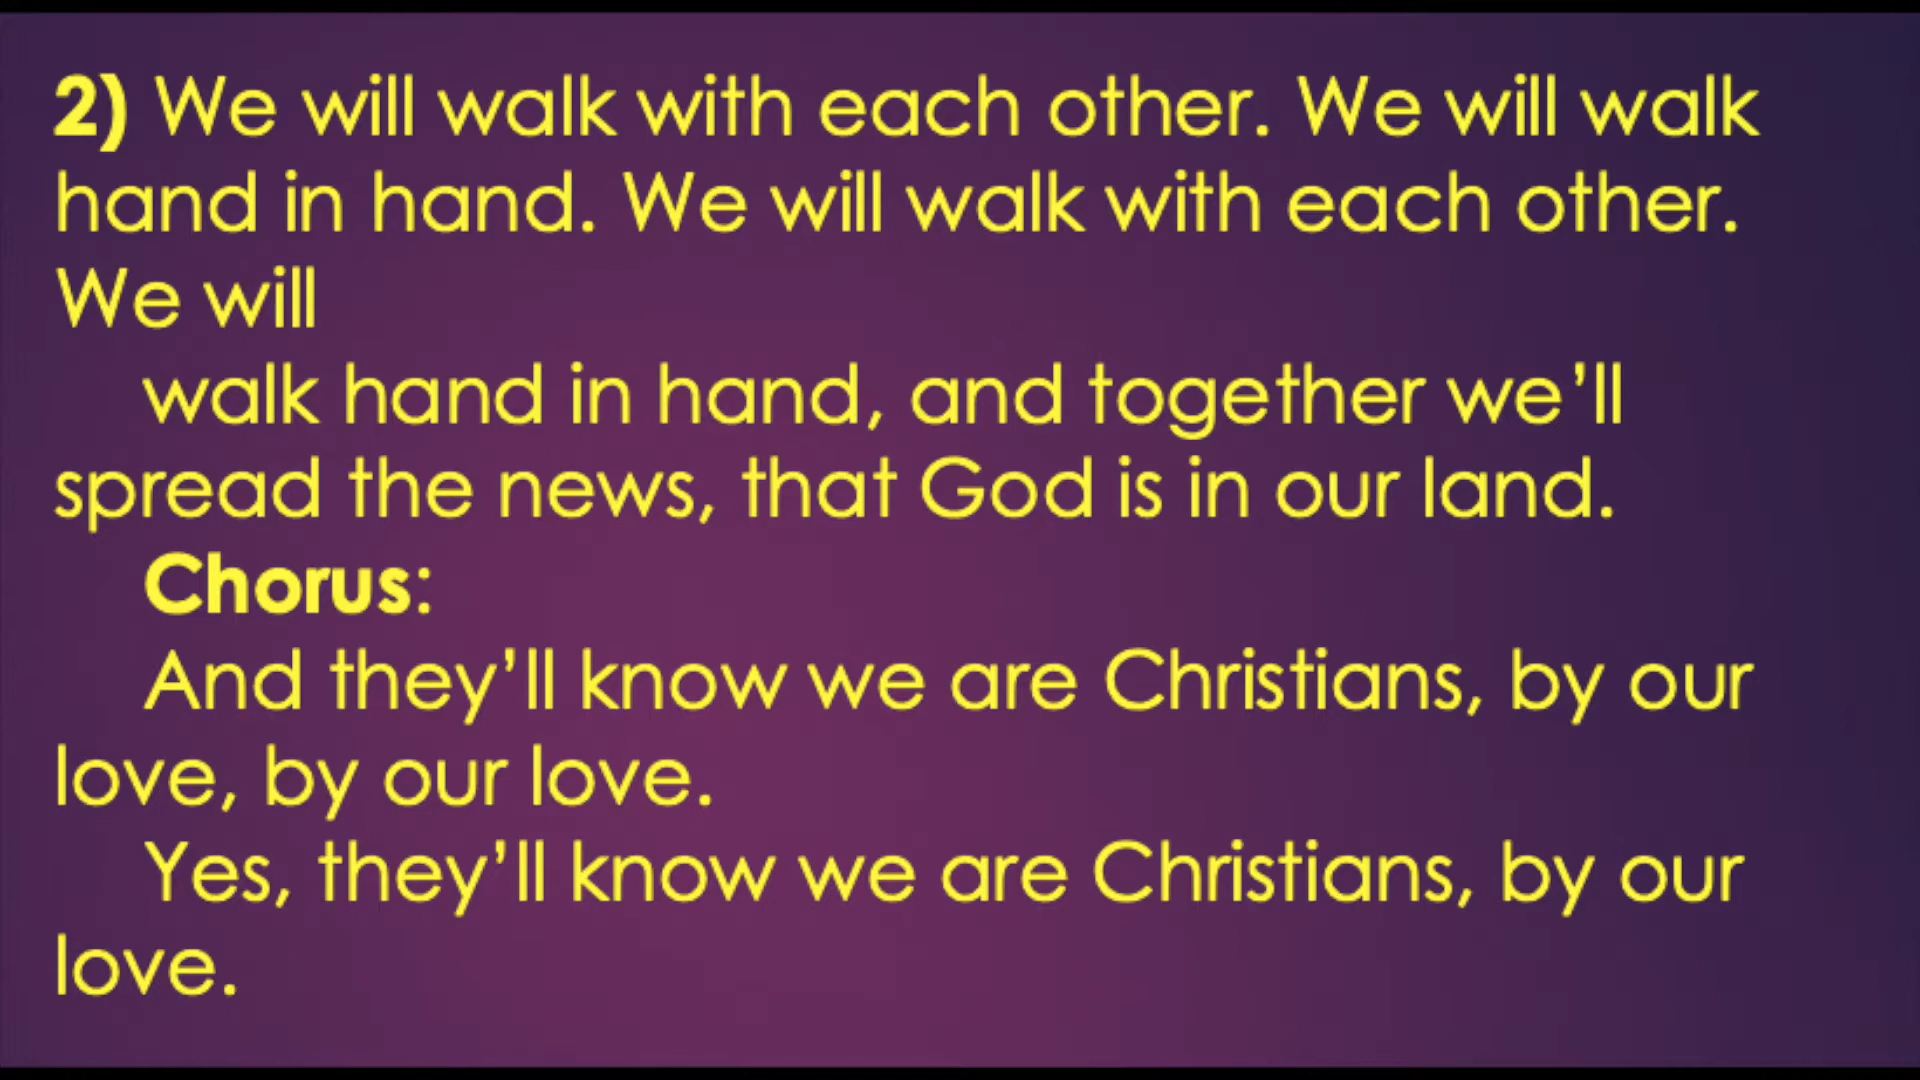 2) We will walk with each other. We will walk
hand in hand. We will walk with each other.
We will
walk hand in hand, and together we’ll
spread the news, that God is in our land.
Chorus:
And they’ll know we are Christians, by our
love, by our love.
Yes, they’ll know we are Christians, by our
love.